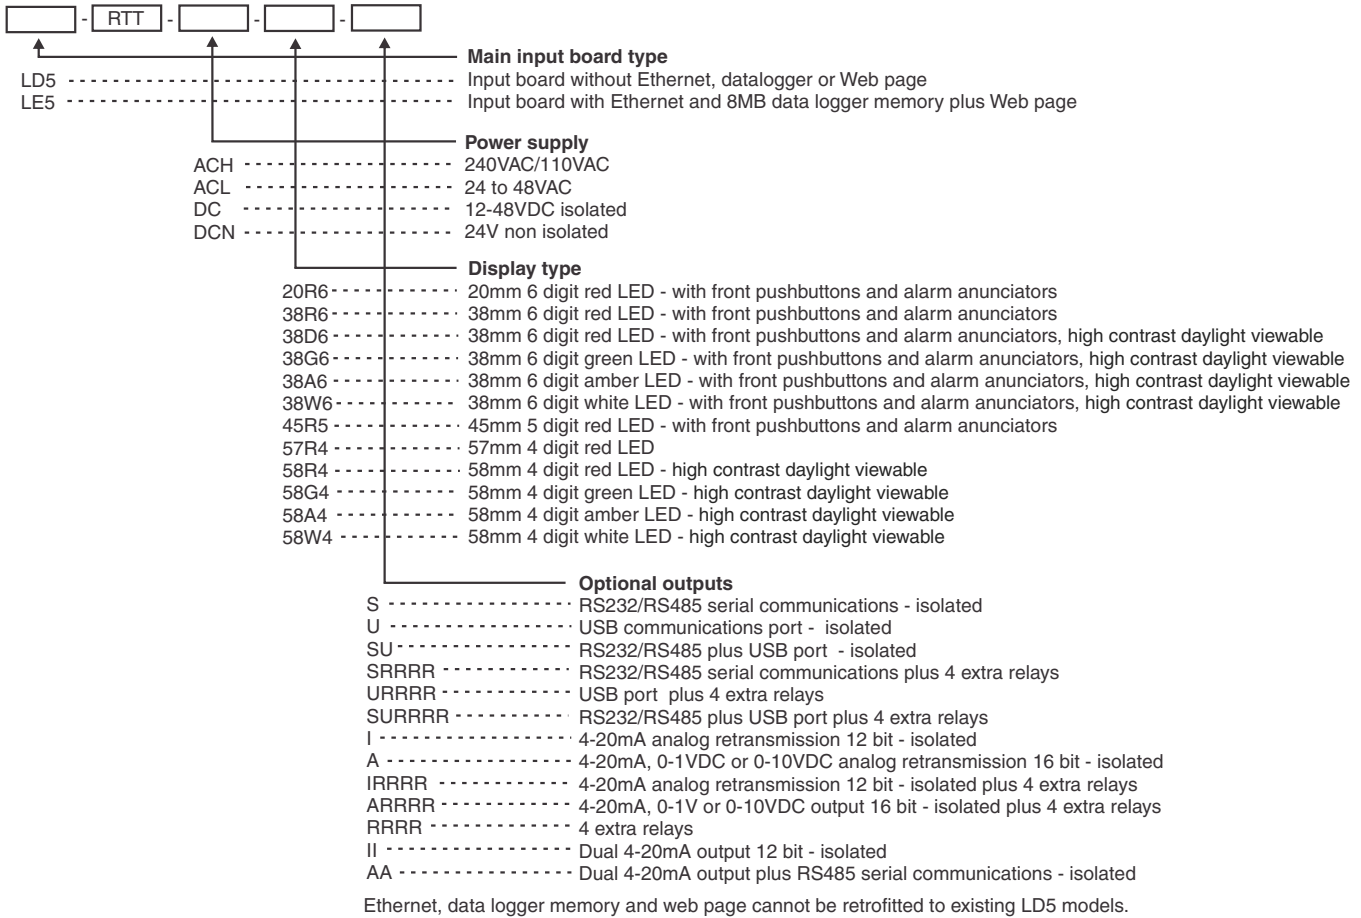 - RTT - - -
Main input board type
LD5 Input board without Ethernet, datalogger or Web page
LE5 Input board with Ethernet and 8MB data logger memory plus Web page
Power supply
ACH 240VAC/110VAC
ACL 24 to 48VAC
DC 12-48VDC isolated
DCN 24V non isolated
Display type
20R6 20mm 6 digit red LED - with front pushbuttons and alarm anunciators
38R6 38mm 6 digit red LED - with front pushbuttons and alarm anunciators
38D6 38mm 6 digit red LED - with front pushbuttons and alarm anunciators, high contrast daylight viewable
38G6 38mm 6 digit green LED - with front pushbuttons and alarm anunciators, high contrast daylight viewable
38A6 38mm 6 digit amber LED - with front pushbuttons and alarm anunciators, high contrast daylight viewable
38W6 38mm 6 digit white LED - with front pushbuttons and alarm anunciators, high contrast daylight viewable
45R5 45mm 5 digit red LED - with front pushbuttons and alarm anunciators
57R4 57mm 4 digit red LED
58R4 58mm 4 digit red LED - high contrast daylight viewable
58G4 58mm 4 digit green LED - high contrast daylight viewable
58A4 58mm 4 digit amber LED - high contrast daylight viewable
58W4 58mm 4 digit white LED - high contrast daylight viewable
Optional outputs
S RS232/RS485 serial communications - isolated
U USB communications port - isolated
SU RS232/RS485 plus USB port - isolated
SRRRR RS232/RS485 serial communications plus 4 extra relays
URRRR USB port plus 4 extra relays
SURRRR RS232/RS485 plus USB port plus 4 extra relays
I 4-20mA analog retransmission 12 bit - isolated
A 4-20mA, 0-1VDC or 0-10VDC analog retransmission 16 bit - isolated
IRRRR 4-20mA analog retransmission 12 bit - isolated plus 4 extra relays
ARRRR 4-20mA, 0-1V or 0-10VDC output 16 bit - isolated plus 4 extra relays
RRRR 4 extra relays
II Dual 4-20mA output 12 bit - isolated
AA Dual 4-20mA output plus RS485 serial communications - isolated
Ethernet, data logger memory and web page cannot be retrofitted to existing LD5 models.